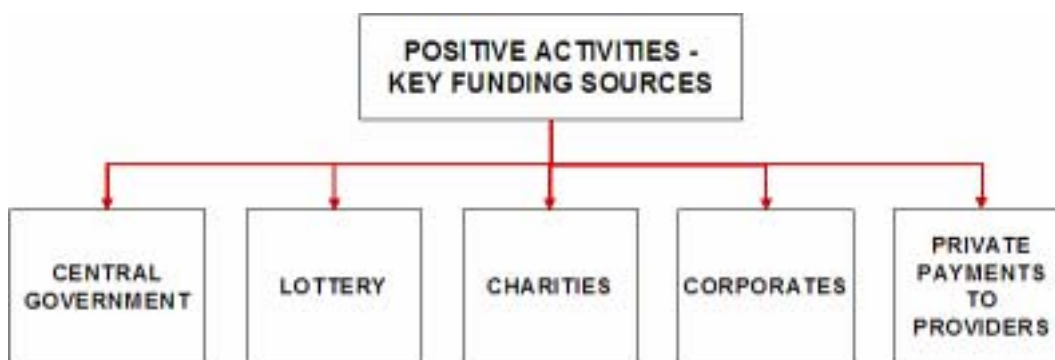 POSITIVE ACTIVITIES -
KEY FUNDING SOURCES
CENTRAL
GOVERNMENT
LOTTERY
CHARITIES
CORPORATES
PRIVATE
PAYMENTS
TO
PROVIDERS